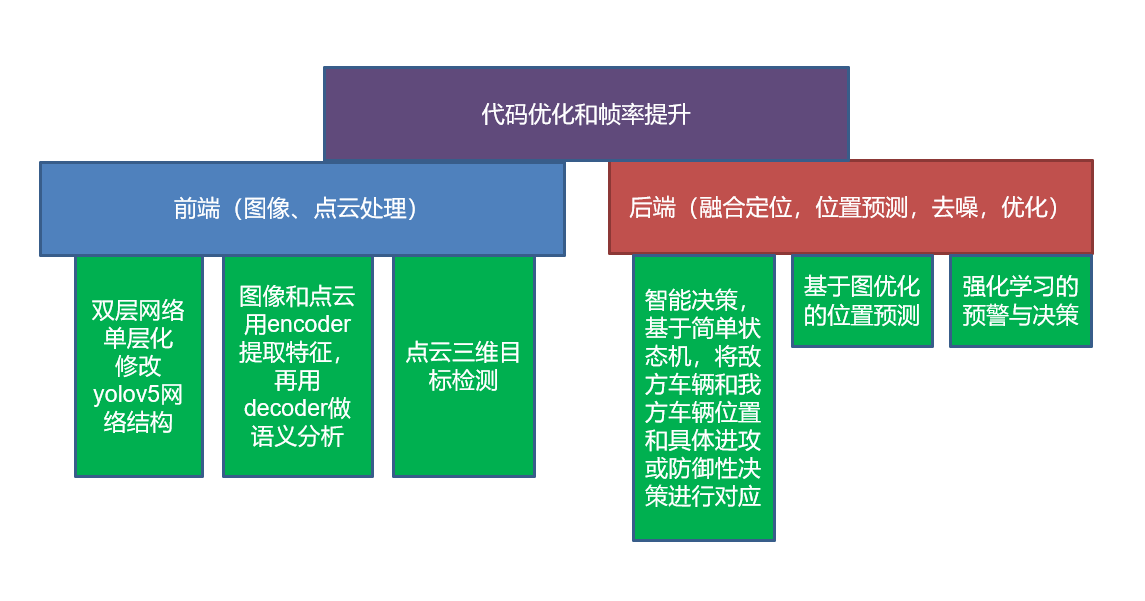 代码优化和帧率提升
前端（图像、点云处理）
后端（融合定位，位置预测，去噪，优化）
双层网络
单层化
修改
yolov5网
络结构
图像和点云
用encoder
提取特征，
再用
decoder做
语义分析
点云三维目
标检测
智能决策，
基于简单状
态机，将敌
方车辆和我
方车辆位置
和具体进攻
或防御性决
策进行对应
基于图优化
的位置预测
强化学习的
预警与决策